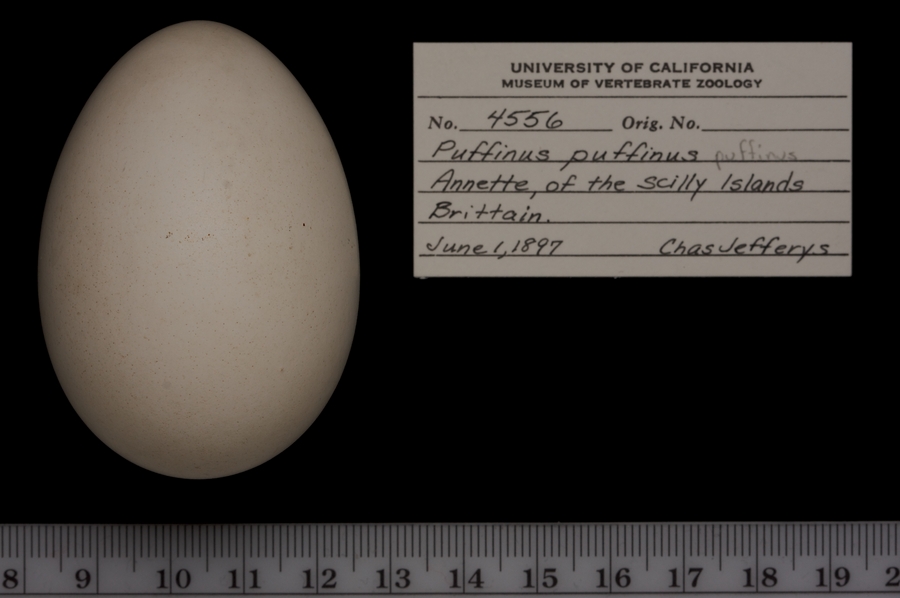 UNIVERSITY OF CALIFORNIA
MUSEUM OF VERTEBRATE ZOOLOGY
No. 4556 Orig. No.
Puffinus puffinus puffinus
Annette, of the Scilly Islands
Brittain.
June 1, 1897 Chas Jefferys
8 9 10 11 12 13 14 15 16 17 18 19 2